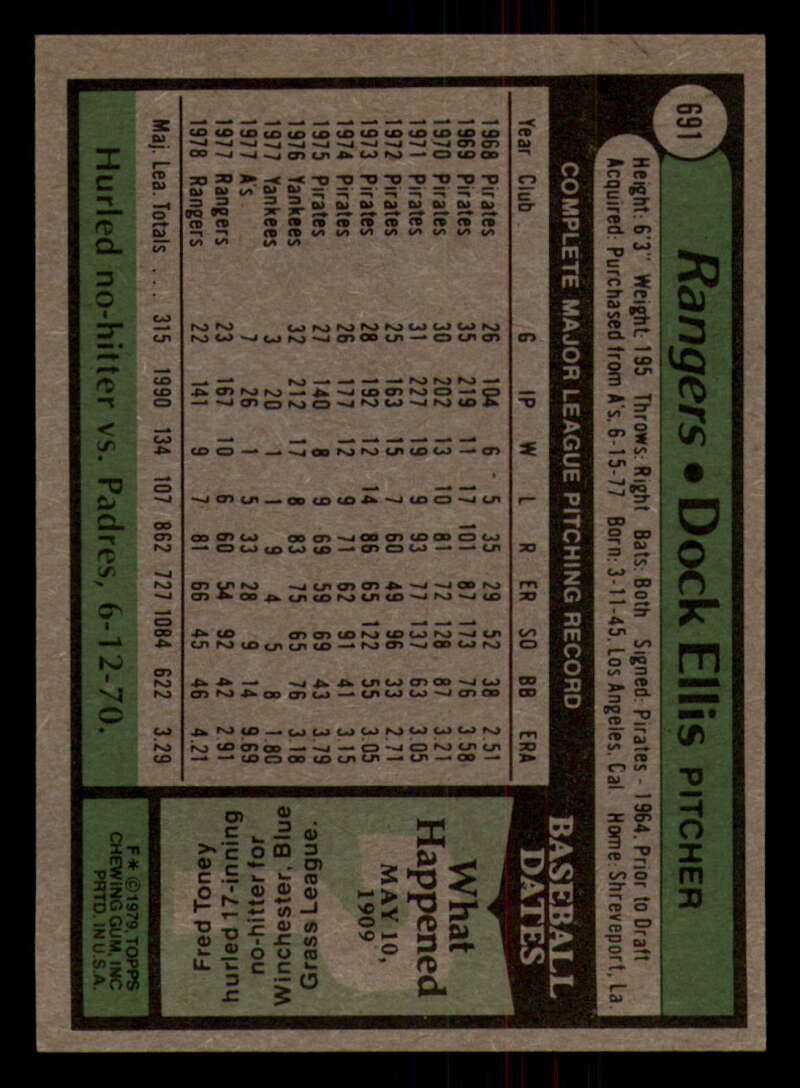 691
Rangers • Dock Ellis PITCHER
Height: 6'3" Weight: 195 Throws: Right Bats: Both Signed: Pirates - 1964, Prior to Draft
Acquired: Purchased from A's, 6-15-77 Born: 3-11-45, Los Angeles, Cal Home: Shreveport, La.
COMPLETE MAJOR LEAGUE PITCHING RECORD
Year Club G IP W L R ER SO BB ERA
1968 Pirates 26 104 6 5 35 29 52 38 2.51
1969 Pirates 35 219 11 17 101 87 173 76 3.58
1970 Pirates 30 202 13 10 81 72 128 87 3.21
1971 Pirates 31 227 19 9 93 77 137 63 3.05
1972 Pirates 25 163 15 7 60 49 96 33 2.71
1973 Pirates 28 192 12 14 86 65 122 55 3.05
1974 Pirates 26 177 12 9 71 62 91 41 3.15
1975 Pirates 27 140 8 9 69 59 69 43 3.79
1976 Yankees 32 212 17 8 83 75 65 76 3.18
1977 Yankees 3 20 1 1 9 4 5 8 1.80
1977 A's 7 26 1 5 33 28 9 14 9.69
1977 Rangers 23 167 10 6 60 54 92 42 2.91
1978 Rangers 22 141 9 7 81 66 45 46 4.21
Maj. Lea. Totals . . . 315 1990 134 107 862 727 1084 622 3.29
Hurled no-hitter vs. Padres, 6-12-70.
BASEBALL
DATES
What
Happened
MAY 10,
1909
Fred Toney
hurled 17-inning
no-hitter for
Winchester, Blue
Grass League.
F✱ ©1979, TOPPS
CHEWING GUM, INC
PRTD. IN U.S.A.